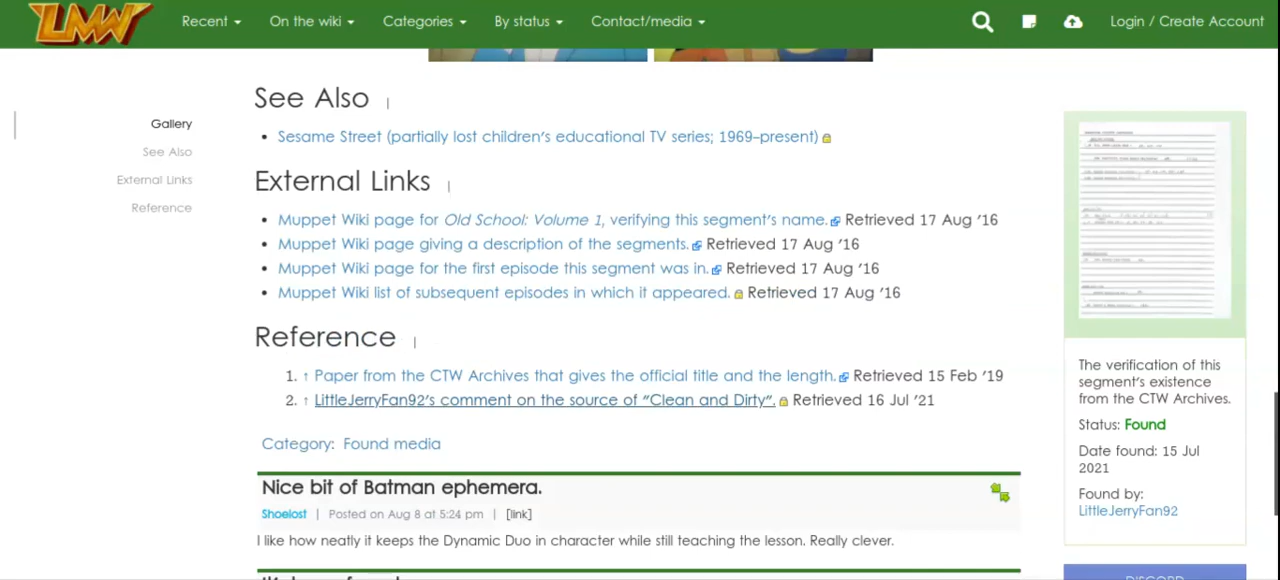 LMW
Recent
On the wiki
Categories
By status
Contact/media
Login / Create Account
Gallery
See Also
External Links
Reference
See Also |
• Sesame Street (partially lost children's educational TV series; 1969–present)
External Links |
• Muppet Wiki page for Old School: Volume 1, verifying this segment's name. Retrieved 17 Aug '16
• Muppet Wiki page giving a description of the segments. Retrieved 17 Aug '16
• Muppet Wiki page for the first episode this segment was in. Retrieved 17 Aug '16
• Muppet Wiki list of subsequent episodes in which it appeared. Retrieved 17 Aug '16
Reference |
1. ↑ Paper from the CTW Archives that gives the official title and the length. Retrieved 15 Feb '19
2. ↑ LittleJerryFan92's comment on the source of "Clean and Dirty". Retrieved 16 Jul '21
Category: Found media
Nice bit of Batman ephemera.
Shoelost | Posted on Aug 8 at 5:24 pm | [link]
I like how neatly it keeps the Dynamic Duo in character while still teaching the lesson. Really clever.
The verification of this
segment's existence
from the CTW Archives.
Status: Found
Date found: 15 Jul
2021
Found by:
LittleJerryFan92
DISCORD